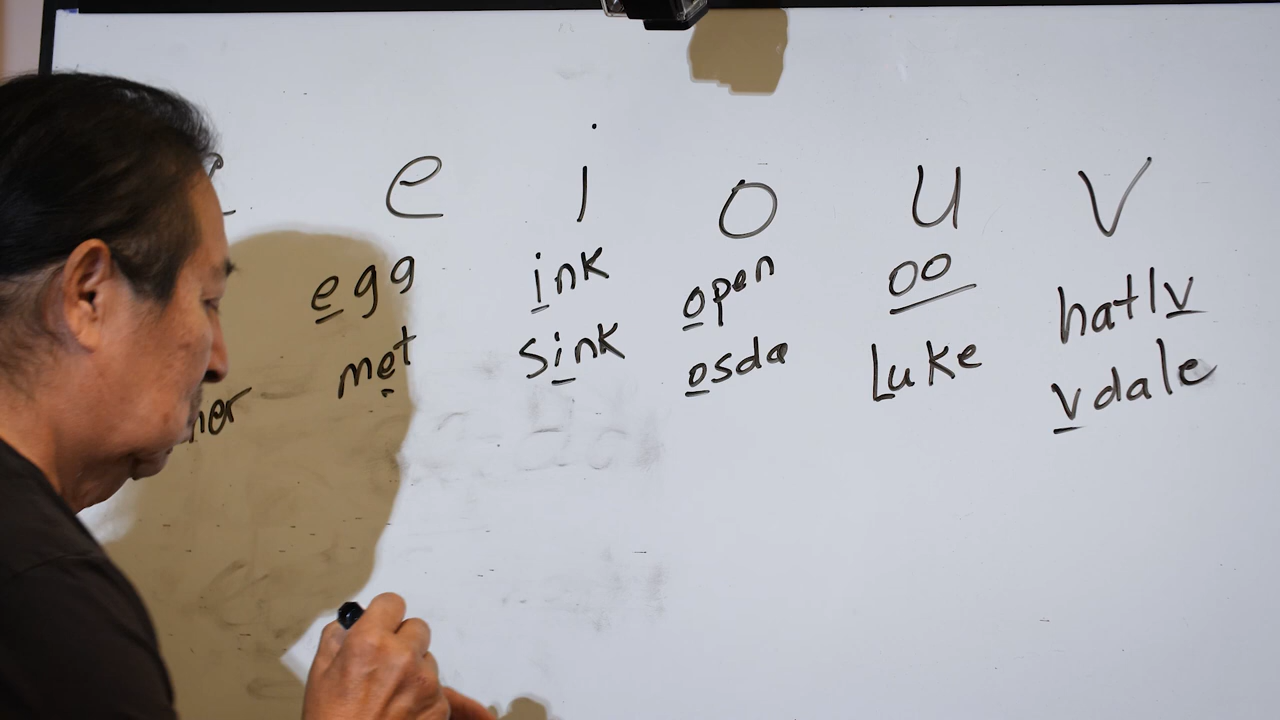 e i o u v
egg ink open oo hatlv
met sink osda Luke vdale